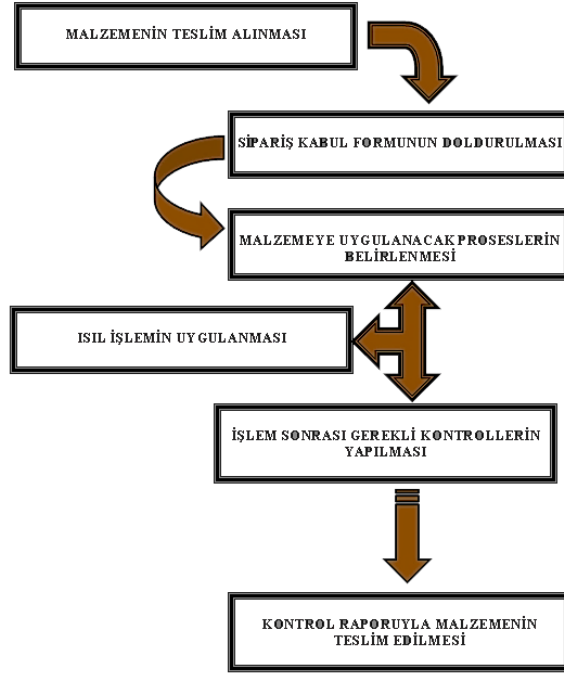 MALZEMENİN TESLİM ALINMASI
SİPARİŞ KABUL FORMUNUN DOLDURULMASI
MALZEMEYE UYGULANACAK PROSESLERİN
BELİRLENMESİ
ISIL İŞLEMİN UYGULANMASI
İŞLEM SONRASI GEREKLİ KONTROLLERİN
YAPILMASI
KONTROL RAPORUYLA MALZEMENİN
TESLİM EDİLMESİ